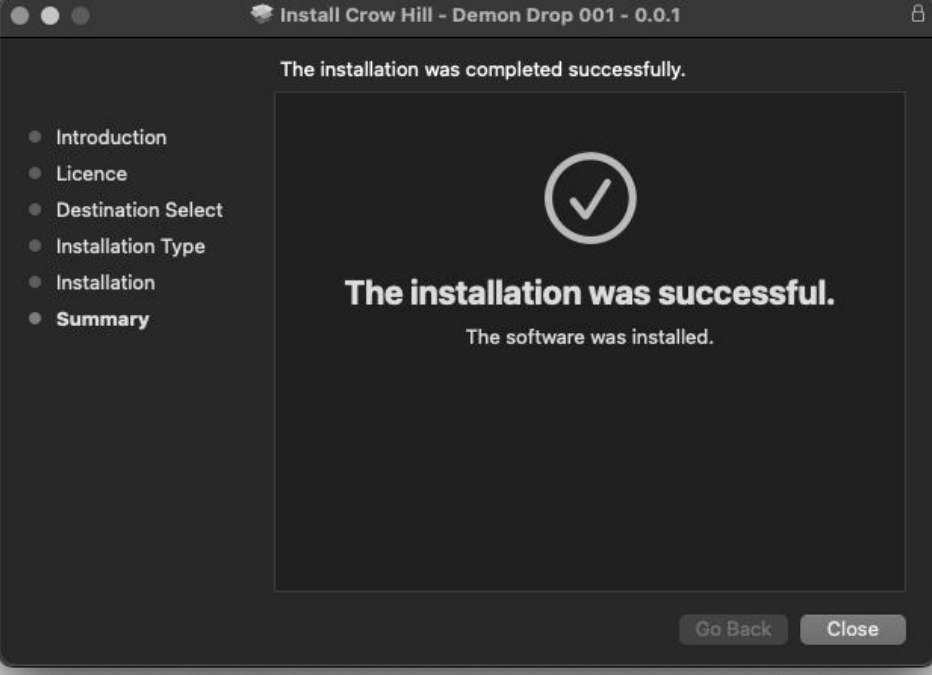 Install Crow Hill - Demon Drop 001 - 0.0.1
The installation was completed successfully.
Introduction
Licence
Destination Select
Installation Type
Installation
Summary
The installation was successful.
The software was installed.
Go Back
Close